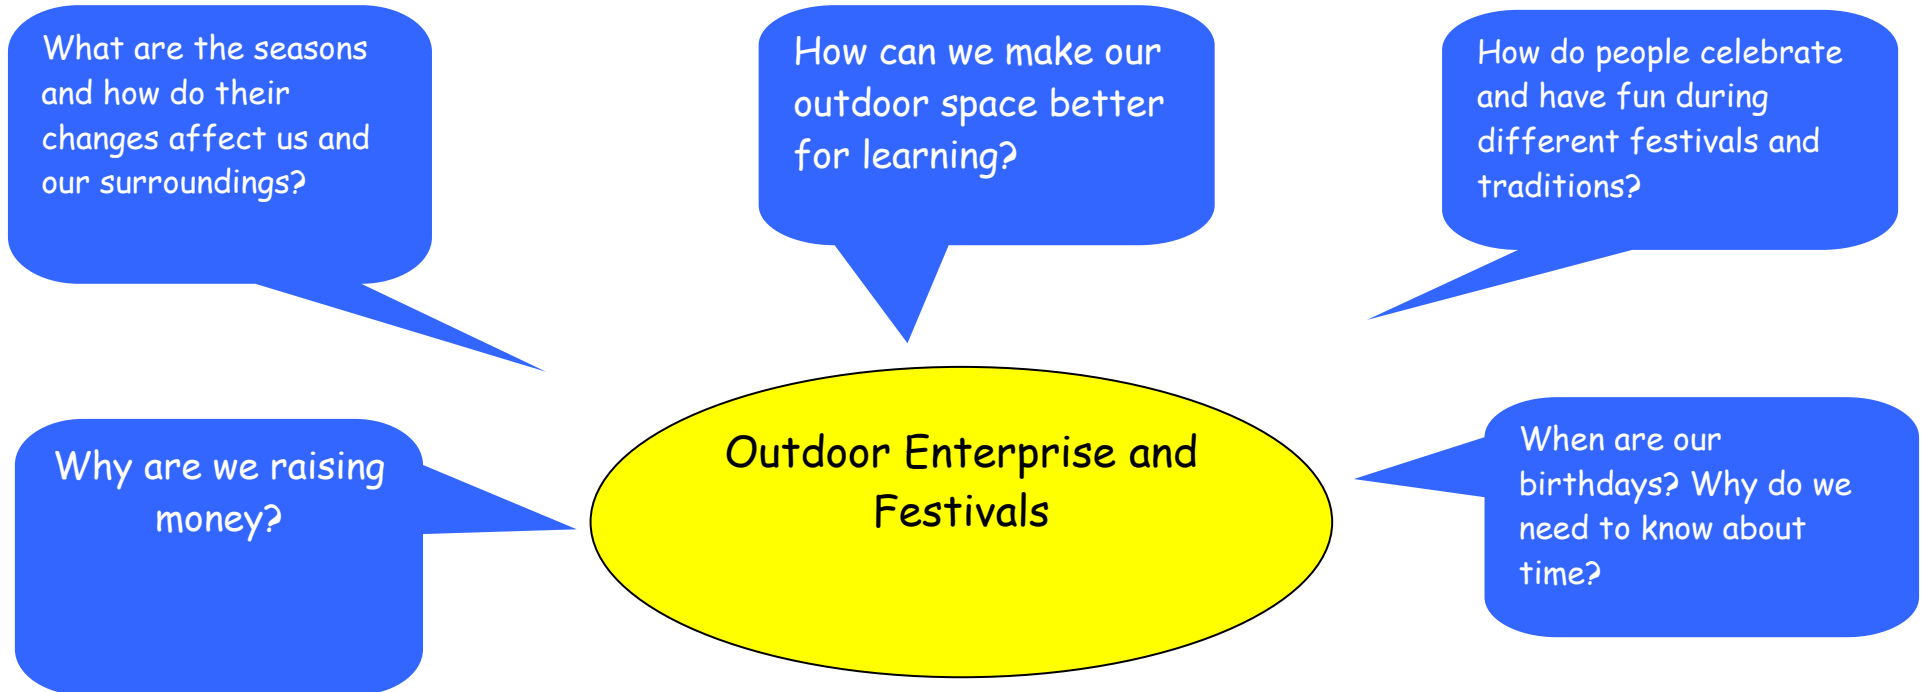 What are the seasons
and how do their
changes affect us and
our surroundings?
How can we make our
outdoor space better
for learning?
How do people celebrate
and have fun during
different festivals and
traditions?
Why are we raising
money?
Outdoor Enterprise and
Festivals
When are our
birthdays? Why do we
need to know about
time?